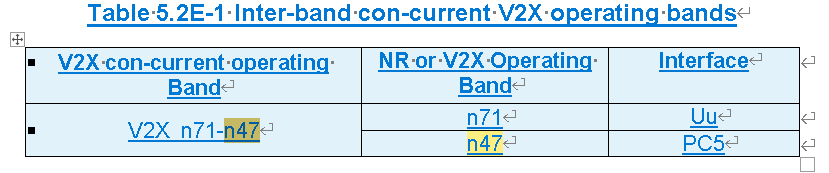 Table 5.2E-1 Inter-band con-current V2X operating bands
V2X con-current operating
Band
NR or V2X Operating
Band
Interface
V2X_n71-n47
n71
Uu
n47
PC5